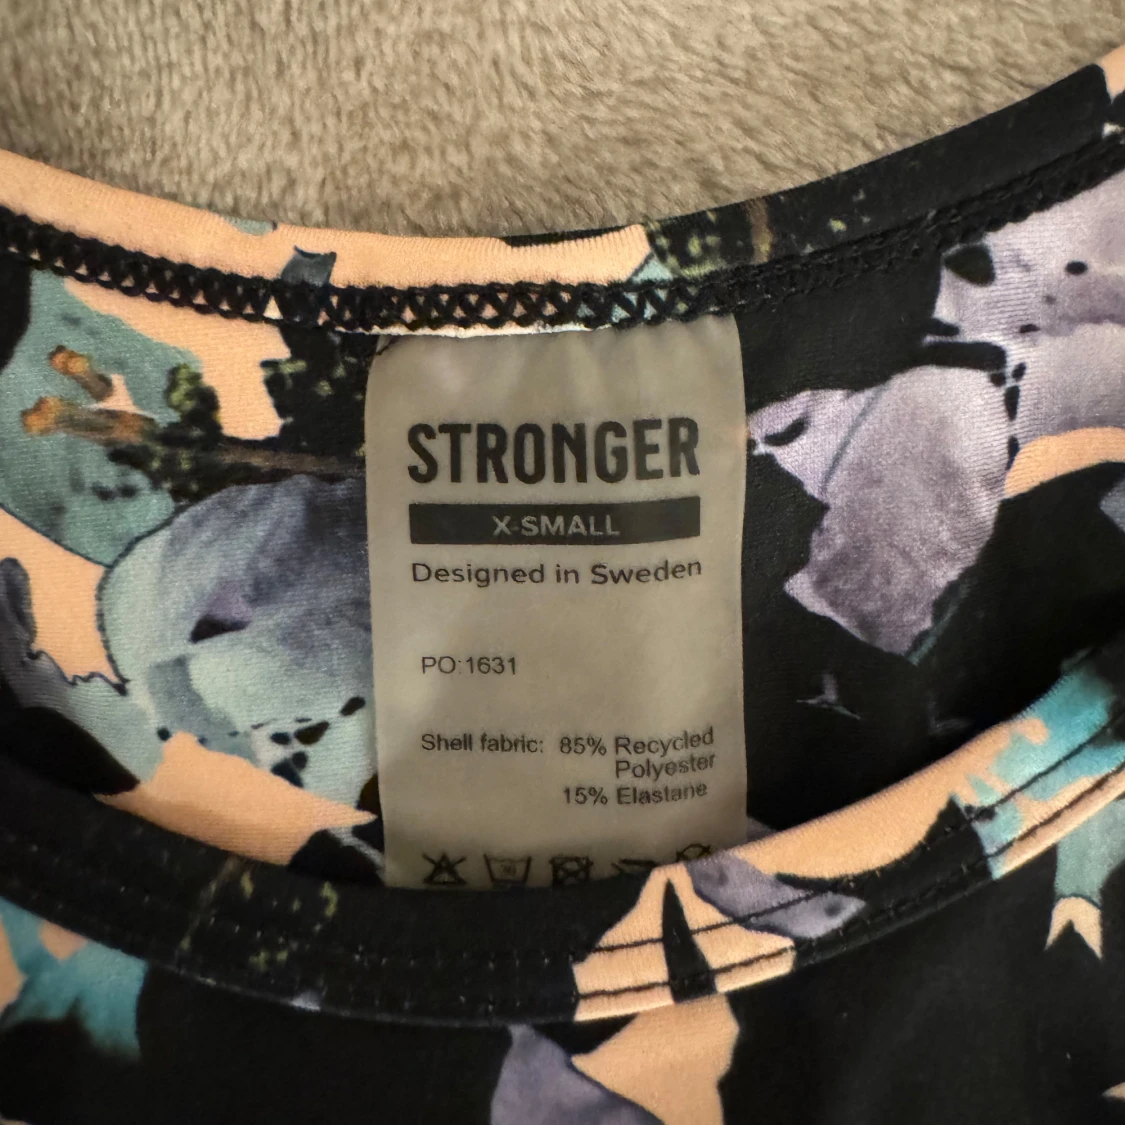 STRONGER
X-SMALL
Designed in Sweden
PO:1631
Shell fabric: 85% Recycled
Polyester
15% Elastane